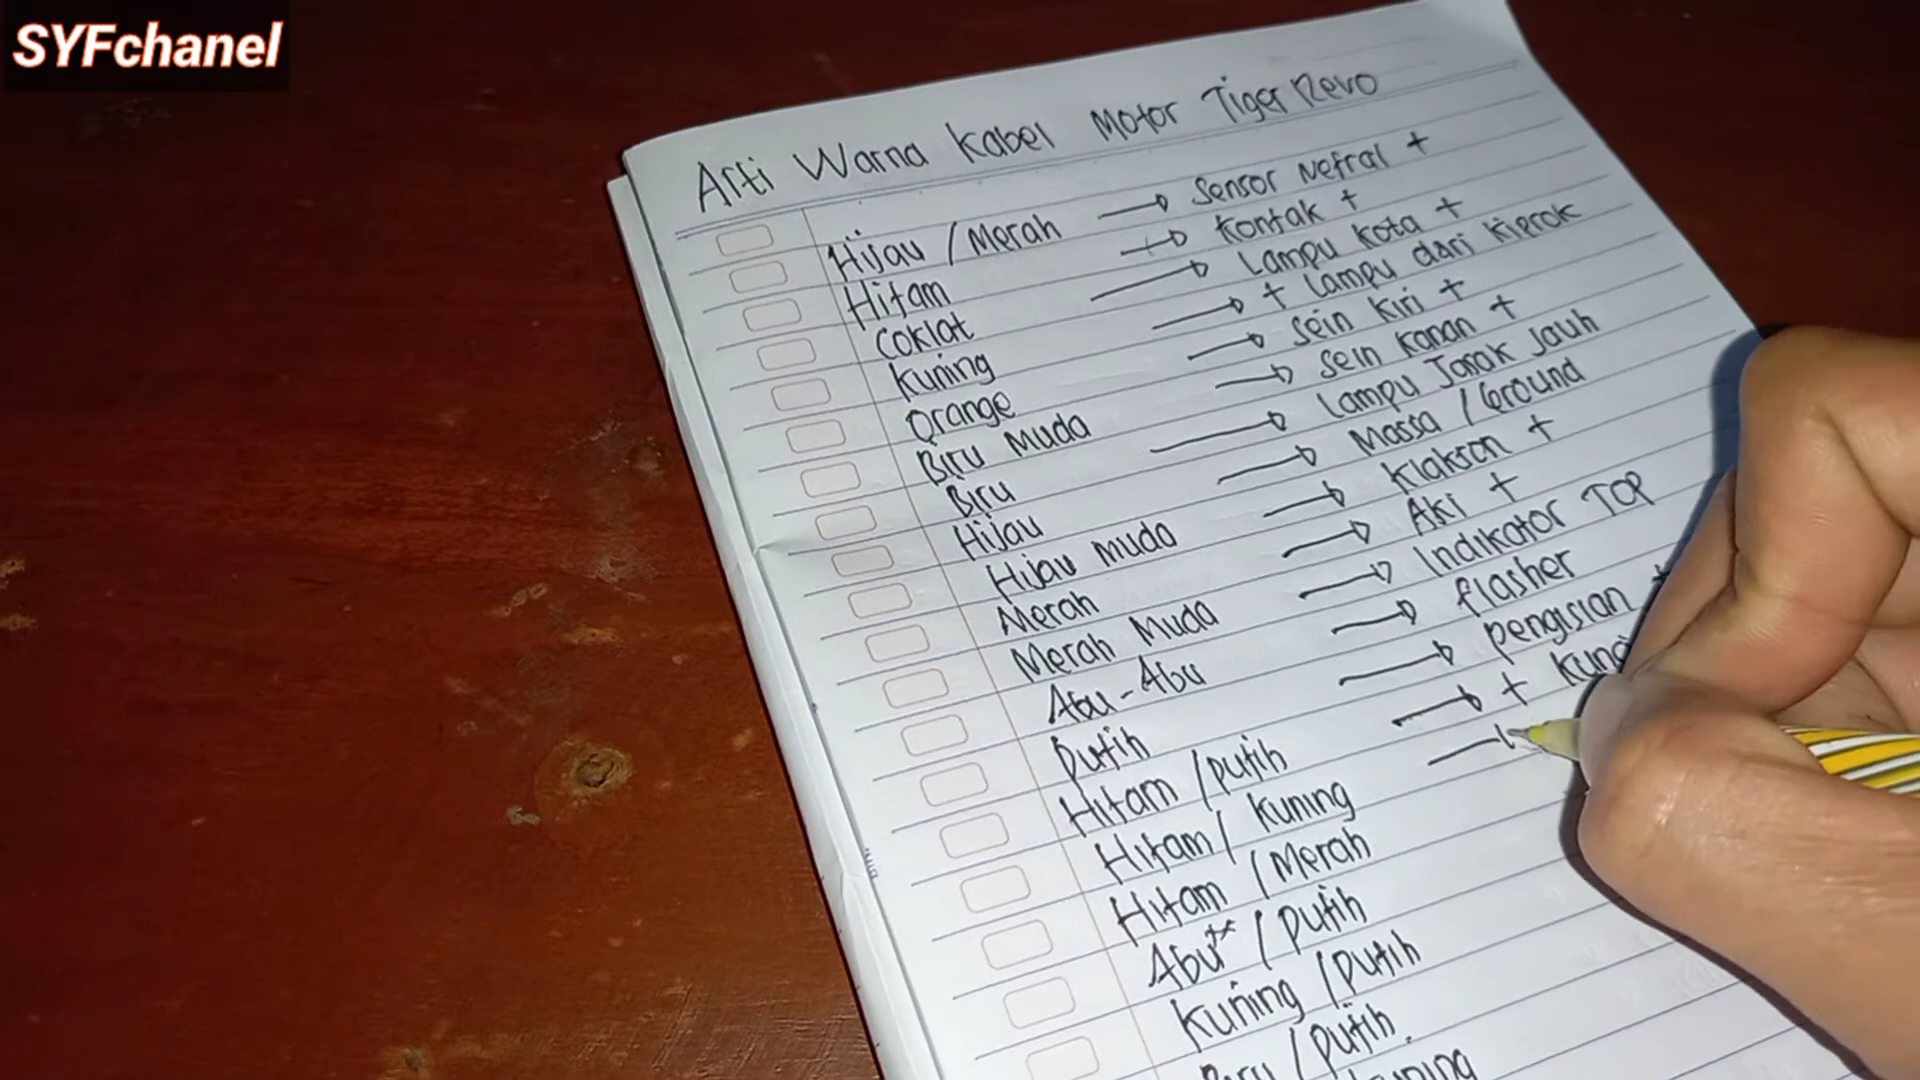 SYFchanel
Arti Warna Kabel Motor Tiger Revo
Hijau / Merah → Sensor Nefral +
Hitam → Kontak +
Coklat → Lampu Kota +
Kuning → + Lampu dari Kiprok
Orange → Sein Kiri +
Biru Muda → Sein Kanan +
Biru → Lampu Jarak Jauh
Hijau → Massa / Ground
Hijau Muda → Klakson +
Merah → Aki +
Merah Muda → Indikator TOP
Abu-Abu → flasher
Putih → pengisian +
Hitam / putih → +
Hitam / Kuning
Hitam / Merah
Abu² / Putih
Kuning / Putih
Biru / Putih